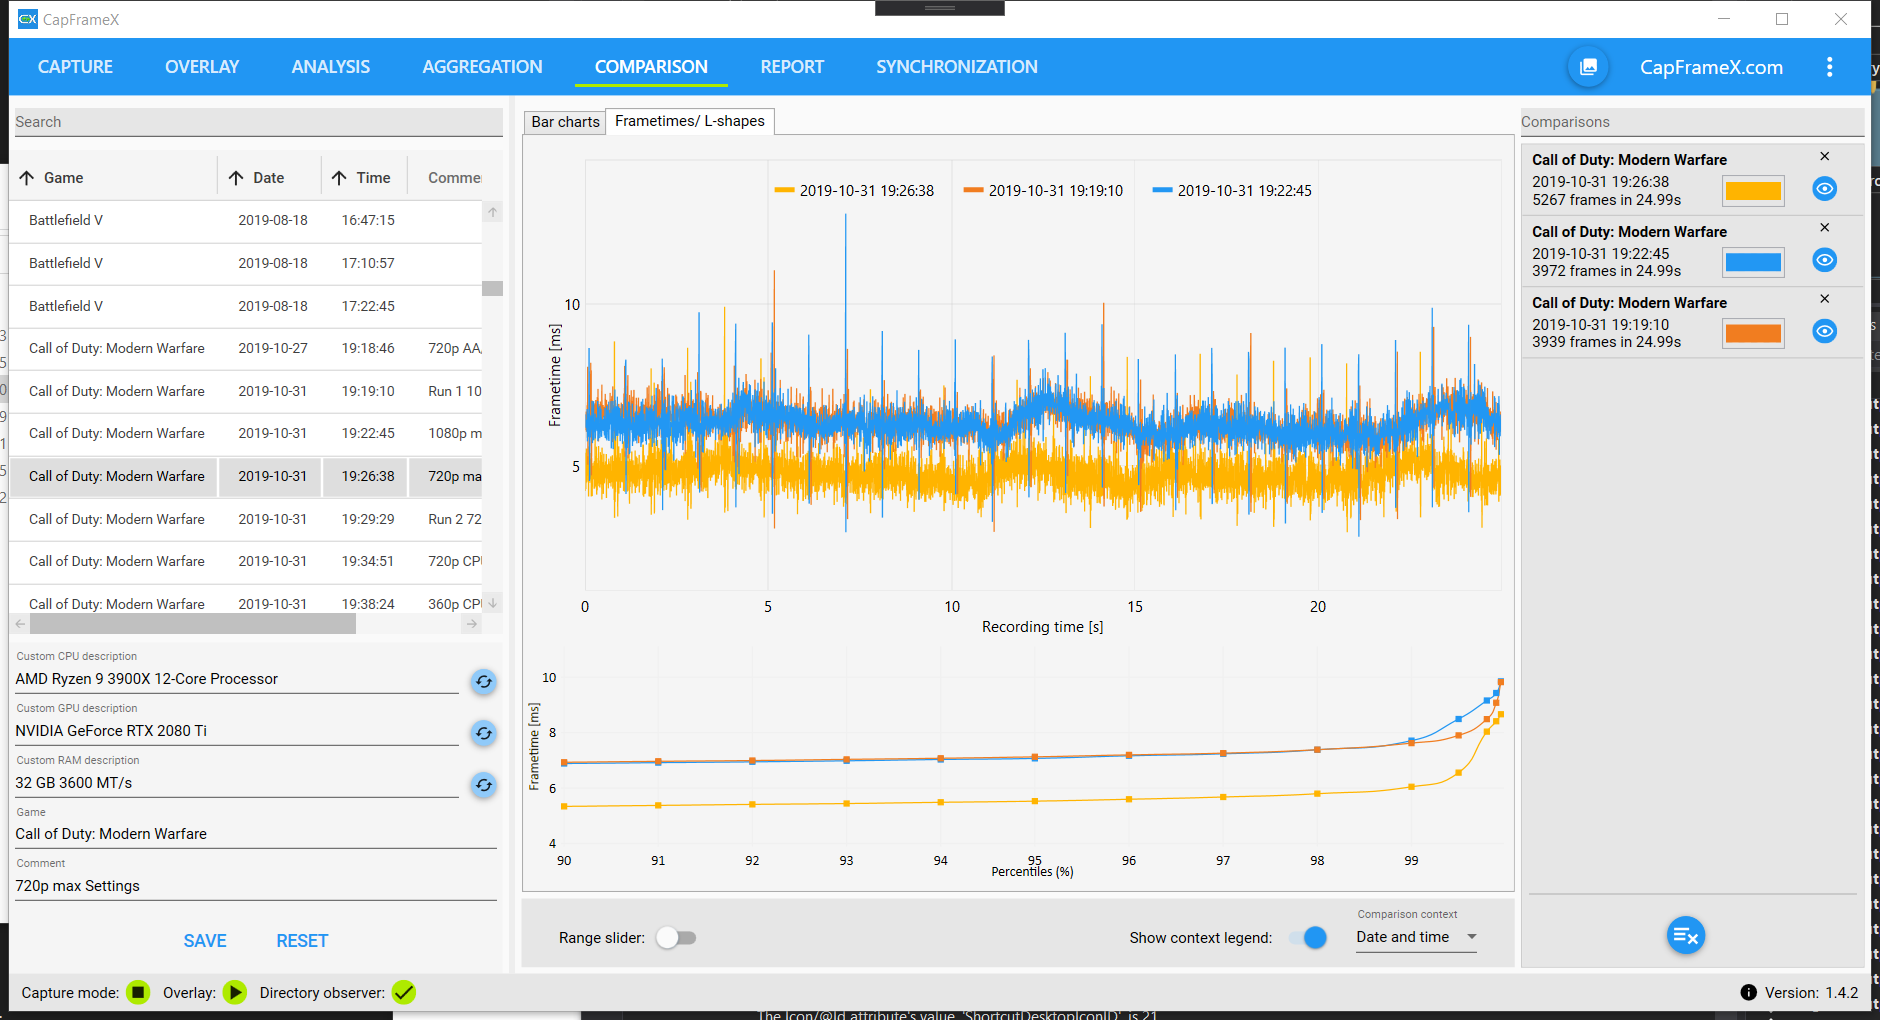 CX CapFrameX
CAPTURE OVERLAY ANALYSIS AGGREGATION COMPARISON REPORT SYNCHRONIZATION CapFrameX.com
Search
Game Date Time Comme
Battlefield V 2019-08-18 16:47:15
Battlefield V 2019-08-18 17:10:57
Battlefield V 2019-08-18 17:22:45
Call of Duty: Modern Warfare 2019-10-27 19:18:46 720p AA,
Call of Duty: Modern Warfare 2019-10-31 19:19:10 Run 1 10
Call of Duty: Modern Warfare 2019-10-31 19:22:45 1080p m
Call of Duty: Modern Warfare 2019-10-31 19:26:38 720p ma
Call of Duty: Modern Warfare 2019-10-31 19:29:29 Run 2 72
Call of Duty: Modern Warfare 2019-10-31 19:34:51 720p CPU
Call of Duty: Modern Warfare 2019-10-31 19:38:24 360p CPU
Custom CPU description
AMD Ryzen 9 3900X 12-Core Processor
Custom GPU description
NVIDIA GeForce RTX 2080 Ti
Custom RAM description
32 GB 3600 MT/s
Game
Call of Duty: Modern Warfare
Comment
720p max Settings
SAVE RESET
Bar charts Frametimes/ L-shapes
2019-10-31 19:26:38 2019-10-31 19:19:10 2019-10-31 19:22:45
Frametime [ms]
10
5
0 5 10 15 20
Recording time [s]
Frametime [ms]
10
8
6
4
90 91 92 93 94 95 96 97 98 99
Percentiles (%)
Range slider:
Show context legend:
Comparison context
Date and time
Comparisons
Call of Duty: Modern Warfare
2019-10-31 19:26:38
5267 frames in 24.99s
Call of Duty: Modern Warfare
2019-10-31 19:22:45
3972 frames in 24.99s
Call of Duty: Modern Warfare
2019-10-31 19:19:10
3939 frames in 24.99s
Capture mode: Overlay: Directory observer:
Version: 1.4.2
The Icon/@Id attribute's value, 'ShortcutDesktopIconID', is 21